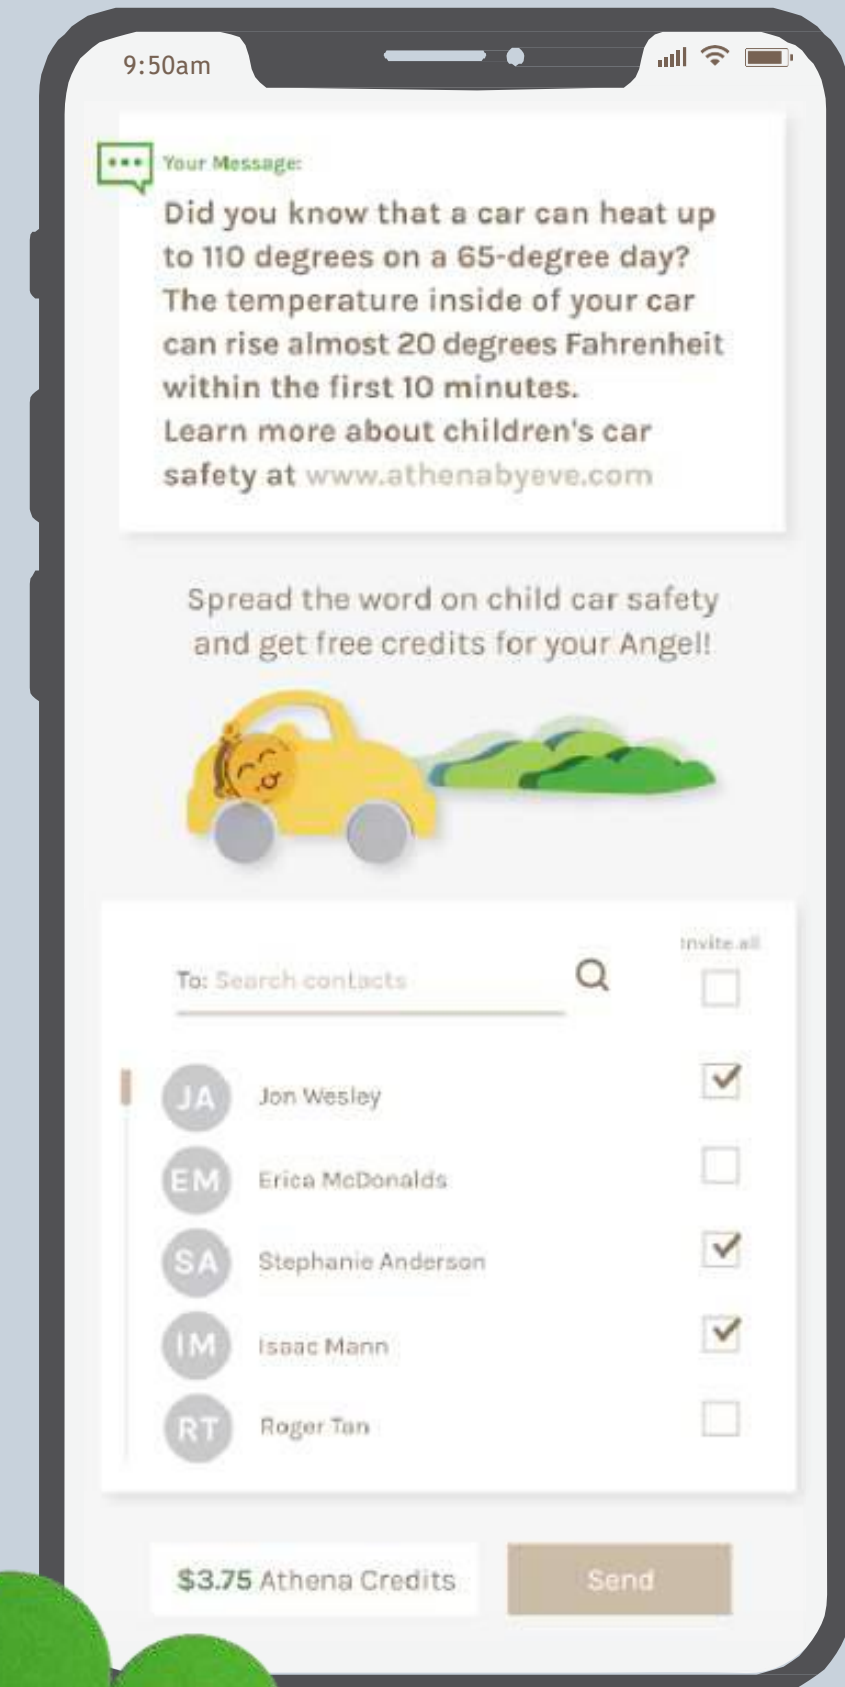 9:50am
Your Message:
Did you know that a car can heat up
to 110 degrees on a 65-degree day?
The temperature inside of your car
can rise almost 20 degrees Fahrenheit
within the first 10 minutes.
Learn more about children's car
safety at www.athenabyeve.com
Spread the word on child car safety
and get free credits for your Angel!
Invite all
To: Search contacts
JA Jon Wesley
EM Erica McDonalds
SA Stephanie Anderson
IM Isaac Mann
RT Roger Tan
$3.75 Athena Credits
Send